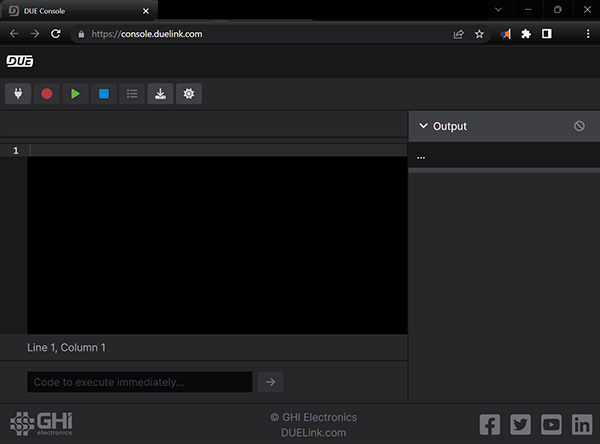 DUE Console
https://console.duelink.com
DUE
Output
1
...
Line 1, Column 1
Code to execute immediately...
GHI
electronics
© GHI Electronics
DUELink.com